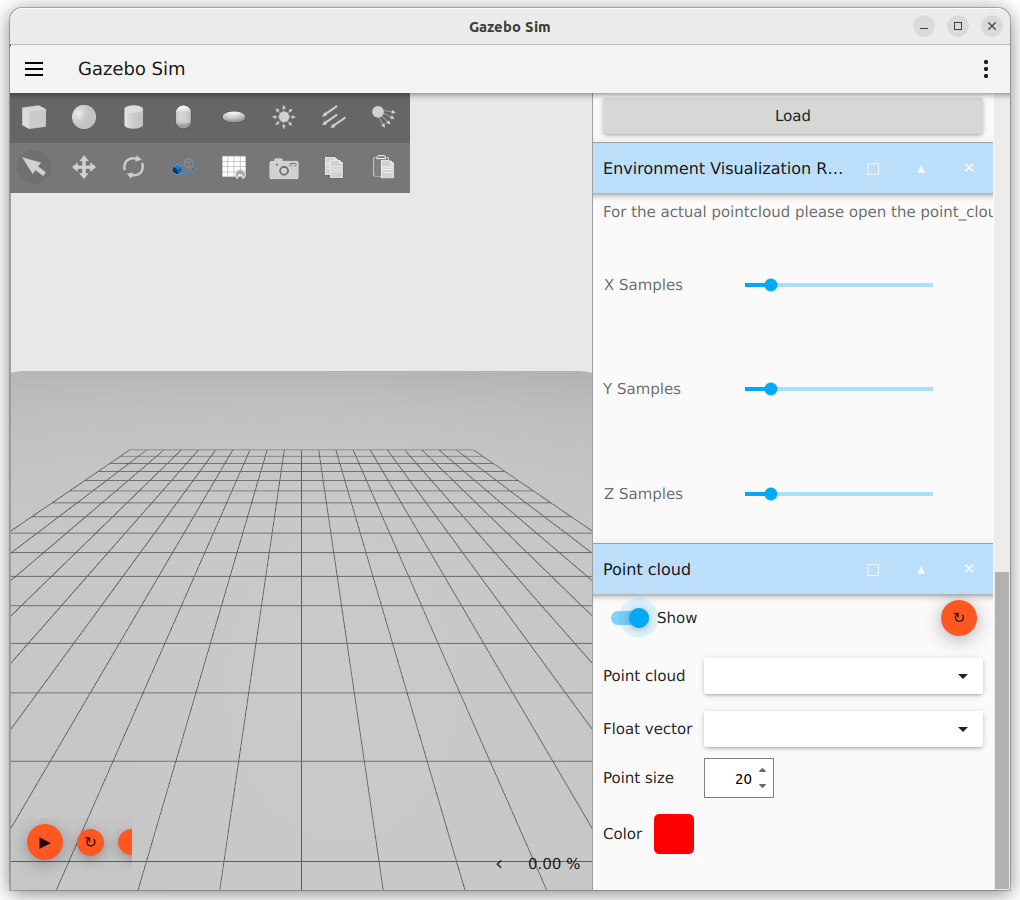 Gazebo Sim
Gazebo Sim
Load
Environment Visualization R...
For the actual pointcloud please open the point_clou
X Samples
Y Samples
Z Samples
Point cloud
Show
Point cloud
Float vector
Point size 20
Color
0.00 %